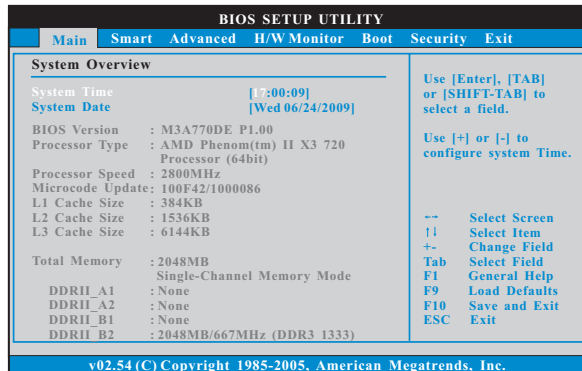 BIOS SETUP UTILITY
Main Smart Advanced H/W Monitor Boot Security Exit
System Overview
System Time [17:00:09]
System Date [Wed 06/24/2009]
BIOS Version : M3A770DE P1.00
Processor Type : AMD Phenom(tm) II X3 720
Processor (64bit)
Processor Speed : 2800MHz
Microcode Update : 100F42/1000086
L1 Cache Size : 384KB
L2 Cache Size : 1536KB
L3 Cache Size : 6144KB
Total Memory : 2048MB
Single-Channel Memory Mode
DDRII_A1 : None
DDRII_A2 : None
DDRII_B1 : None
DDRII_B2 : 2048MB/667MHz (DDR3 1333)
Use [Enter], [TAB]
or [SHIFT-TAB] to
select a field.
Use [+] or [-] to
configure system Time.
←→ Select Screen
↑↓ Select Item
+- Change Field
Tab Select Field
F1 General Help
F9 Load Defaults
F10 Save and Exit
ESC Exit
v02.54 (C) Copyright 1985-2005, American Megatrends, Inc.